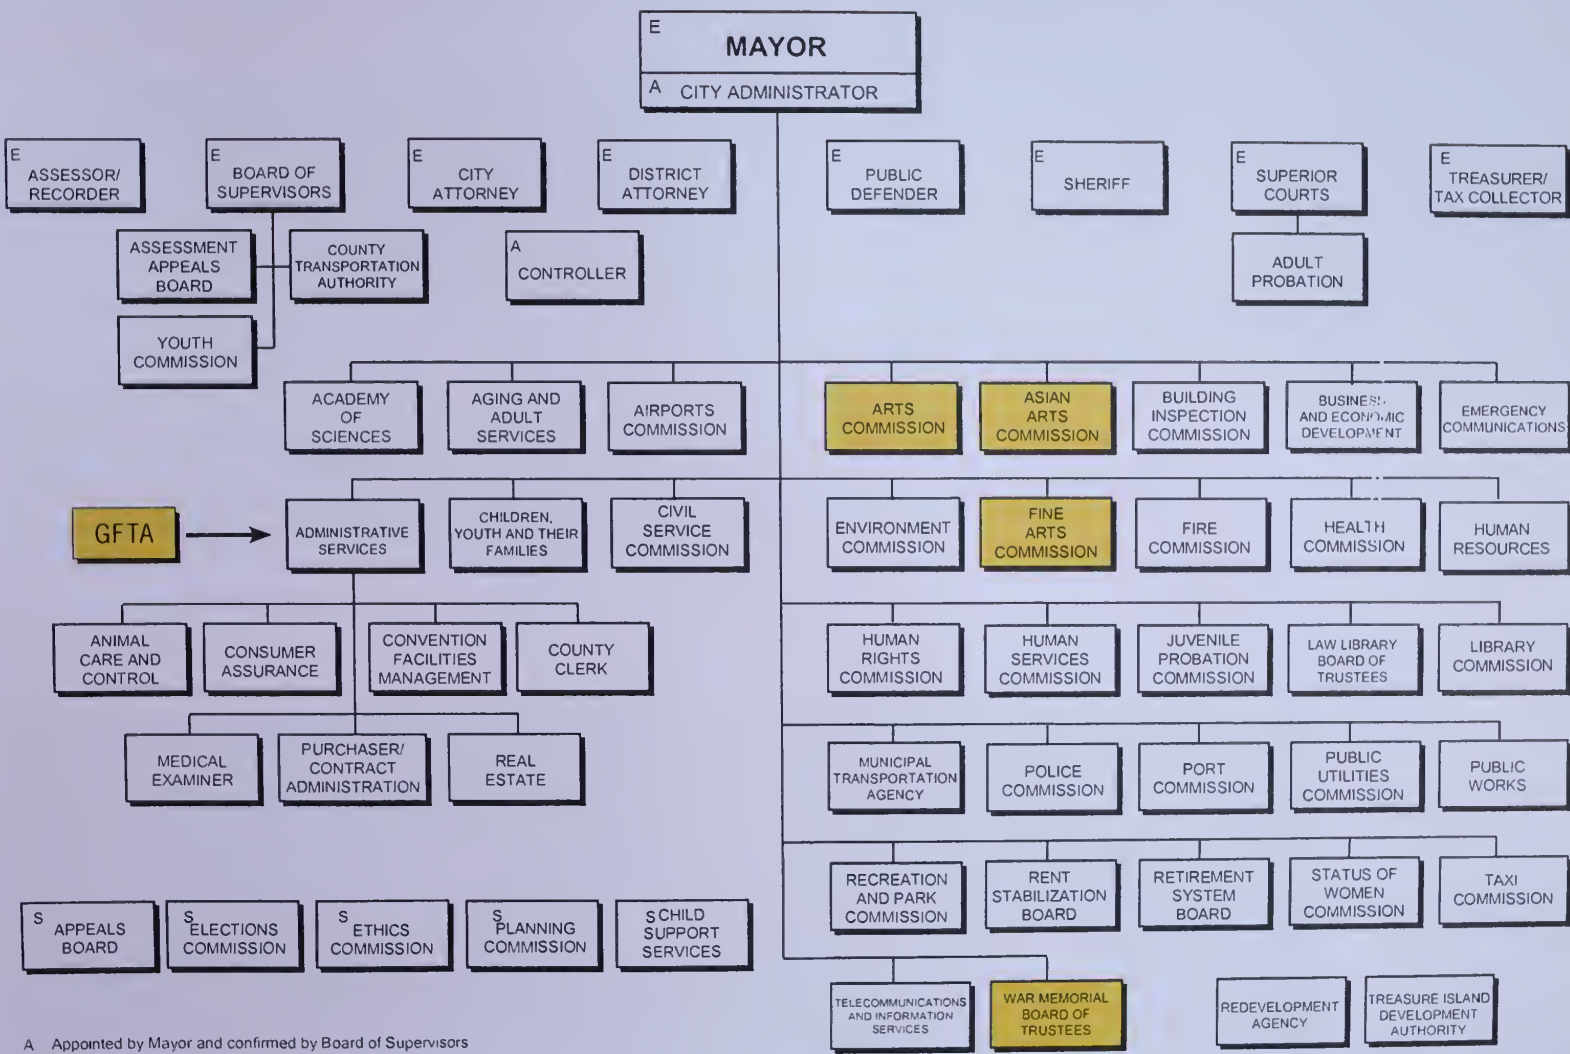 E
MAYOR
A CITY ADMINISTRATOR
E
ASSESSOR/
RECORDER
E
BOARD OF
SUPERVISORS
E
CITY
ATTORNEY
E
DISTRICT
ATTORNEY
E
PUBLIC
DEFENDER
E
SHERIFF
E
SUPERIOR
COURTS
E
TREASURER/
TAX COLLECTOR
ASSESSMENT
APPEALS
BOARD
COUNTY
TRANSPORTATION
AUTHORITY
A
CONTROLLER
ADULT
PROBATION
YOUTH
COMMISSION
ACADEMY
OF
SCIENCES
AGING AND
ADULT
SERVICES
AIRPORTS
COMMISSION
ARTS
COMMISSION
ASIAN
ARTS
COMMISSION
BUILDING
INSPECTION
COMMISSION
BUSINESS
AND ECONOMIC
DEVELOPMENT
EMERGENCY
COMMUNICATIONS
GFTA
ADMINISTRATIVE
SERVICES
CHILDREN,
YOUTH AND THEIR
FAMILIES
CIVIL
SERVICE
COMMISSION
ENVIRONMENT
COMMISSION
FINE
ARTS
COMMISSION
FIRE
COMMISSION
HEALTH
COMMISSION
HUMAN
RESOURCES
ANIMAL
CARE AND
CONTROL
CONSUMER
ASSURANCE
CONVENTION
FACILITIES
MANAGEMENT
COUNTY
CLERK
HUMAN
RIGHTS
COMMISSION
HUMAN
SERVICES
COMMISSION
JUVENILE
PROBATION
COMMISSION
LAW LIBRARY
BOARD OF
TRUSTEES
LIBRARY
COMMISSION
MEDICAL
EXAMINER
PURCHASER/
CONTRACT
ADMINISTRATION
REAL
ESTATE
MUNICIPAL
TRANSPORTATION
AGENCY
POLICE
COMMISSION
PORT
COMMISSION
PUBLIC
UTILITIES
COMMISSION
PUBLIC
WORKS
RECREATION
AND PARK
COMMISSION
RENT
STABILIZATION
BOARD
RETIREMENT
SYSTEM
BOARD
STATUS OF
WOMEN
COMMISSION
TAXI
COMMISSION
S
APPEALS
BOARD
S
ELECTIONS
COMMISSION
S
ETHICS
COMMISSION
S
PLANNING
COMMISSION
S CHILD
SUPPORT
SERVICES
TELECOMMUNICATIONS
AND INFORMATION
SERVICES
WAR MEMORIAL
BOARD OF
TRUSTEES
REDEVELOPMENT
AGENCY
TREASURE ISLAND
DEVELOPMENT
AUTHORITY
A Appointed by Mayor and confirmed by Board of Supervisors